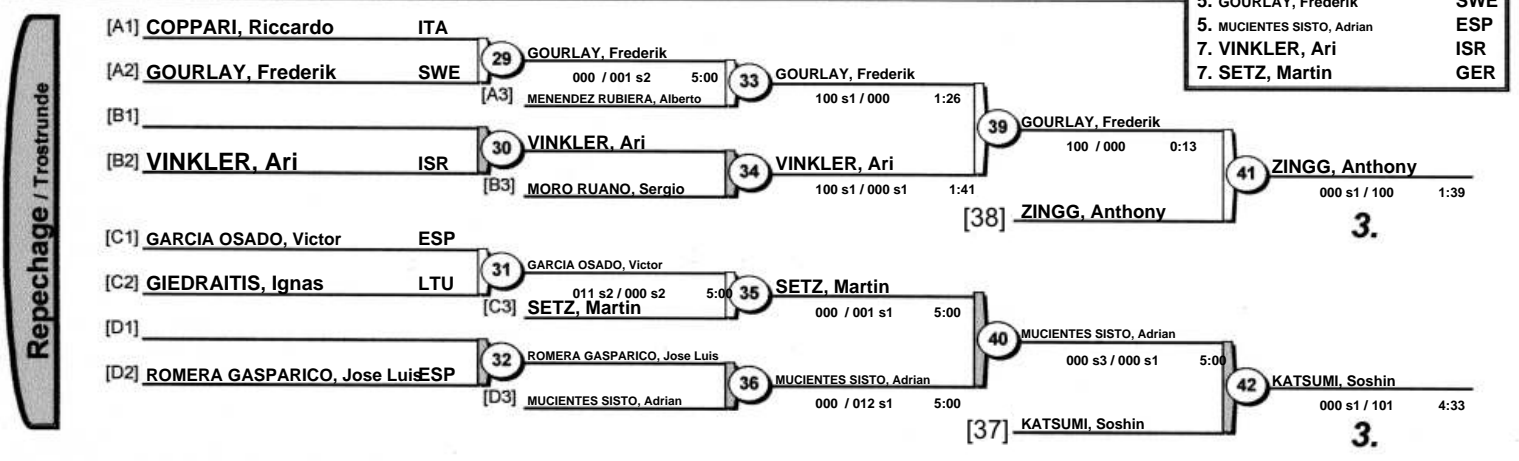 5. GOURLAY, Frederik SWE
5. MUCIENTES SISTO, Adrian ESP
7. VINKLER, Ari ISR
7. SETZ, Martin GER
Repechage / Trostrunde
[A1] COPPARI, Riccardo ITA
[A2] GOURLAY, Frederik SWE
29
GOURLAY, Frederik
000 / 001 s2 5:00
[A3] MENENDEZ RUBIERA, Alberto
33
GOURLAY, Frederik
100 s1 / 000 1:26
[B1]
[B2] VINKLER, Ari ISR
30
VINKLER, Ari
[B3] MORO RUANO, Sergio
34
VINKLER, Ari
100 s1 / 000 s1 1:41
39
GOURLAY, Frederik
100 / 000 0:13
[38] ZINGG, Anthony
41
ZINGG, Anthony
000 s1 / 100 1:39
3.
[C1] GARCIA OSADO, Victor ESP
[C2] GIEDRAITIS, Ignas LTU
31
GARCIA OSADO, Victor
011 s2 / 000 s2 5:00
[C3] SETZ, Martin
35
SETZ, Martin
000 / 001 s1 5:00
[D1]
[D2] ROMERA GASPARICO, Jose Luis ESP
32
ROMERA GASPARICO, Jose Luis
[D3] MUCIENTES SISTO, Adrian
36
MUCIENTES SISTO, Adrian
000 / 012 s1 5:00
40
MUCIENTES SISTO, Adrian
000 s3 / 000 s1 5:00
[37] KATSUMI, Soshin
42
KATSUMI, Soshin
000 s1 / 101 4:33
3.